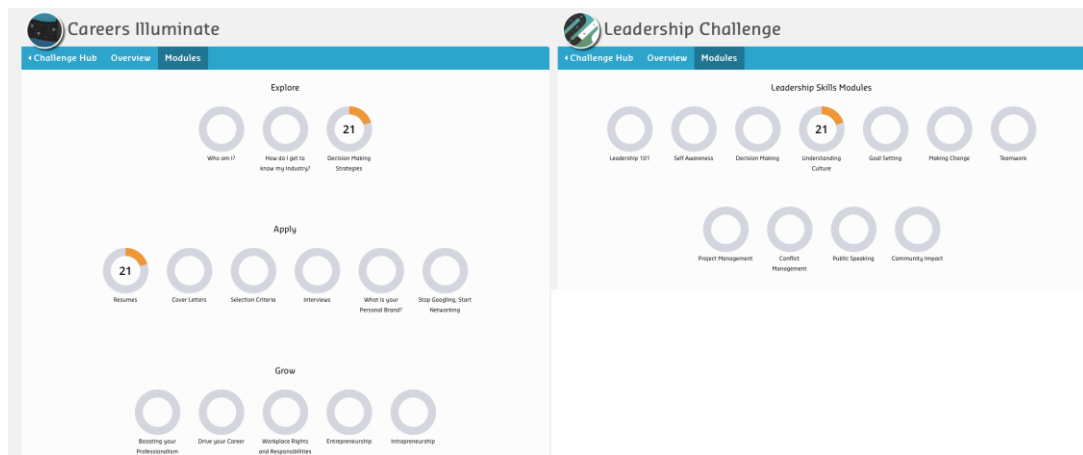 Careers Illuminate
Challenge Hub Overview Modules
Explore
21
Who am I?
How do I get to
know my industry?
Decision Making
Strategies
Apply
21
Resumes
Cover Letters
Selection Criteria
Interviews
What is your
Personal Brand?
Stop Googling, Start
Networking
Grow
Boosting your
Professionalism
Drive your Career
Workplace Rights
and Responsibilities
Entrepreneurship
Intrapreneurship
Leadership Challenge
Challenge Hub Overview Modules
Leadership Skills Modules
21
Leadership 101
Self Awareness
Decision Making
Understanding
Culture
Goal Setting
Making Change
Teamwork
Project Management
Conflict
Management
Public Speaking
Community Impact